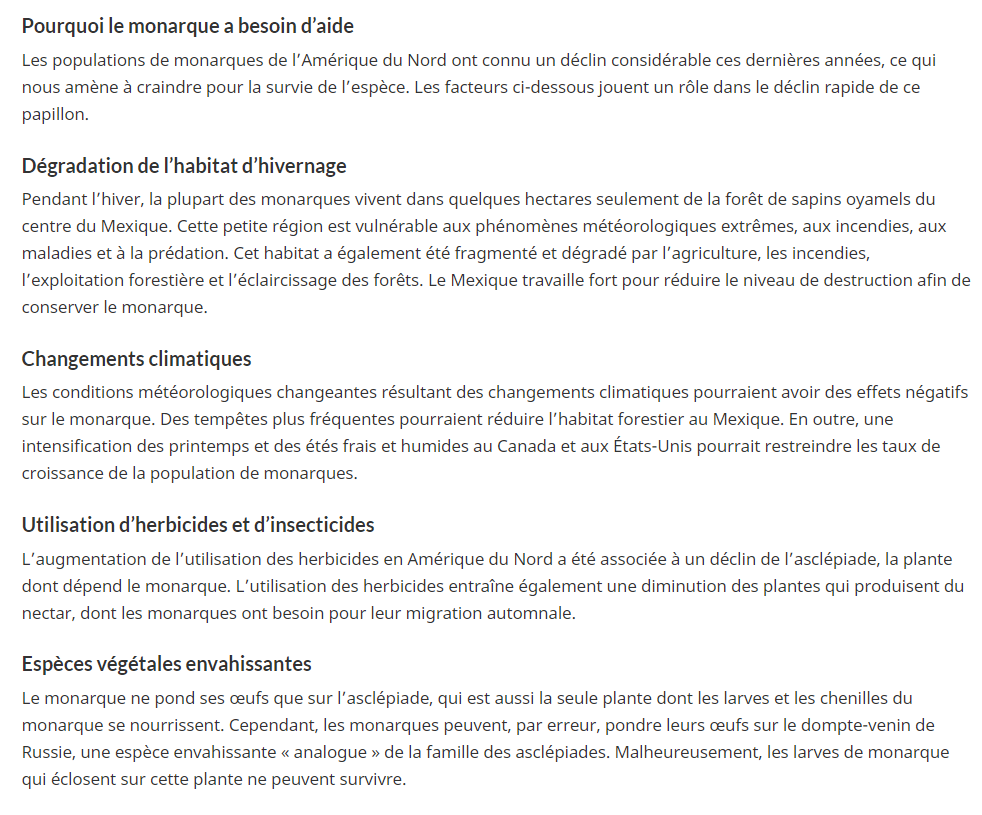 Pourquoi le monarque a besoin d’aide
Les populations de monarques de l’Amérique du Nord ont connu un déclin considérable ces dernières années, ce qui
nous amène à craindre pour la survie de l’espèce. Les facteurs ci-dessous jouent un rôle dans le déclin rapide de ce
papillon.
Dégradation de l’habitat d’hivernage
Pendant l’hiver, la plupart des monarques vivent dans quelques hectares seulement de la forêt de sapins oyamels du
centre du Mexique. Cette petite région est vulnérable aux phénomènes météorologiques extrêmes, aux incendies, aux
maladies et à la prédation. Cet habitat a également été fragmenté et dégradé par l’agriculture, les incendies,
l’exploitation forestière et l’éclaircissage des forêts. Le Mexique travaille fort pour réduire le niveau de destruction afin de
conserver le monarque.
Changements climatiques
Les conditions météorologiques changeantes résultant des changements climatiques pourraient avoir des effets négatifs
sur le monarque. Des tempêtes plus fréquentes pourraient réduire l’habitat forestier au Mexique. En outre, une
intensification des printemps et des étés frais et humides au Canada et aux États-Unis pourrait restreindre les taux de
croissance de la population de monarques.
Utilisation d’herbicides et d’insecticides
L’augmentation de l’utilisation des herbicides en Amérique du Nord a été associée à un déclin de l’asclépiade, la plante
dont dépend le monarque. L’utilisation des herbicides entraîne également une diminution des plantes qui produisent du
nectar, dont les monarques ont besoin pour leur migration automnale.
Espèces végétales envahissantes
Le monarque ne pond ses œufs que sur l’asclépiade, qui est aussi la seule plante dont les larves et les chenilles du
monarque se nourrissent. Cependant, les monarques peuvent, par erreur, pondre leurs œufs sur le dompte-venin de
Russie, une espèce envahissante « analogue » de la famille des asclépiades. Malheureusement, les larves de monarque
qui éclosent sur cette plante ne peuvent survivre.